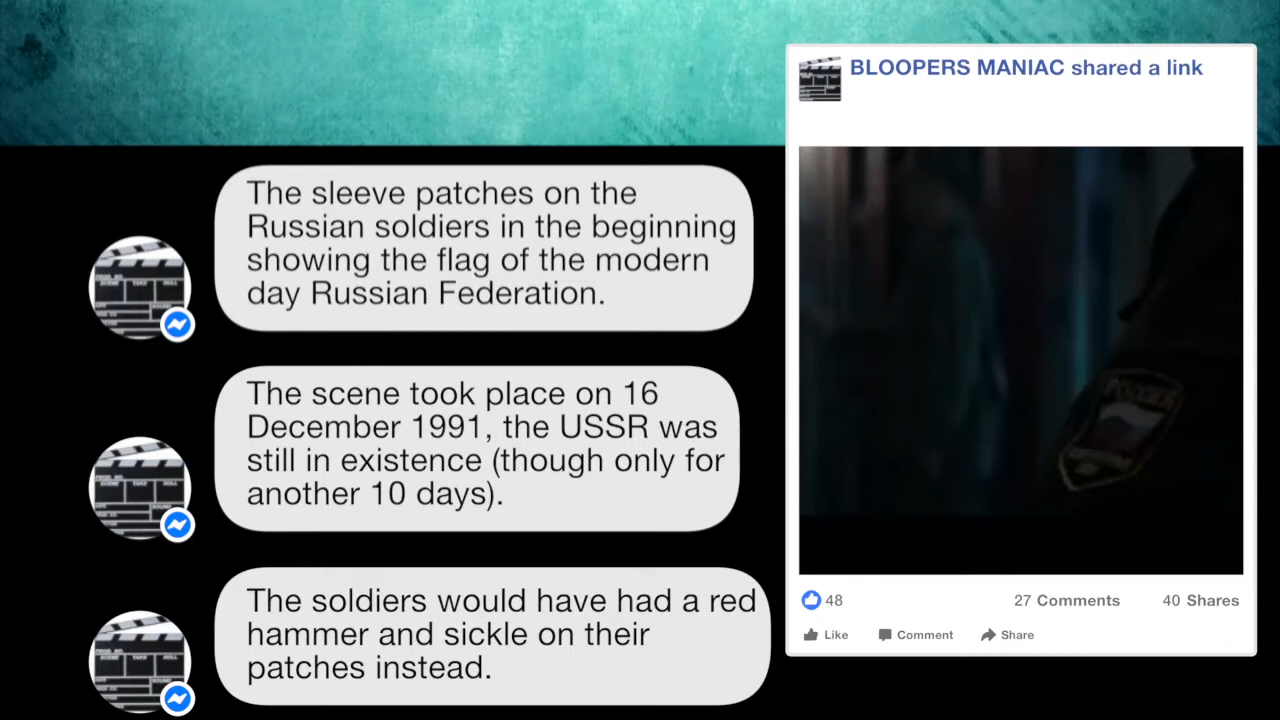 BLOOPERS MANIAC shared a link
The sleeve patches on the
Russian soldiers in the beginning
showing the flag of the modern
day Russian Federation.
The scene took place on 16
December 1991, the USSR was
still in existence (though only for
another 10 days).
The soldiers would have had a red
hammer and sickle on their
patches instead.
48
27 Comments
40 Shares
Like
Comment
Share